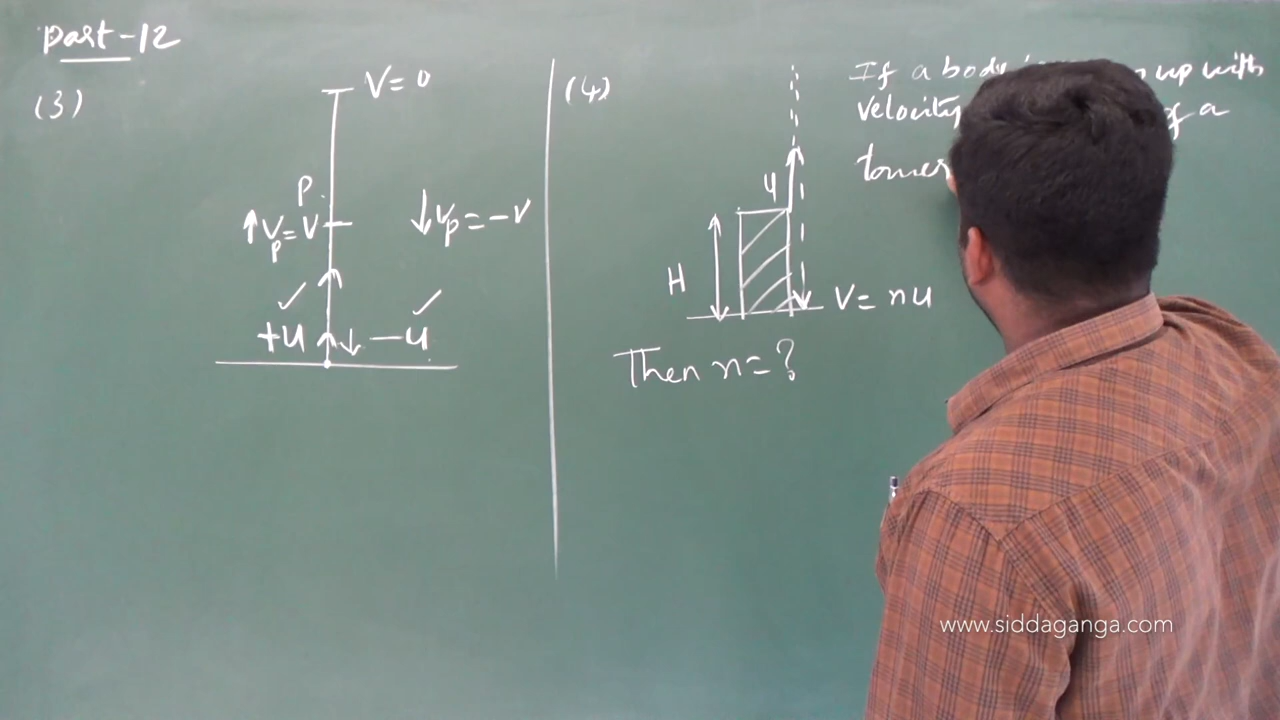 Part-12
(3)
V = 0
P
↑Vp = V
↓Vp = -V
+u
-u
(4)
u
H
V = nu
Then n = ?
If a body up with
velocity of a
tower
www.siddaganga.com